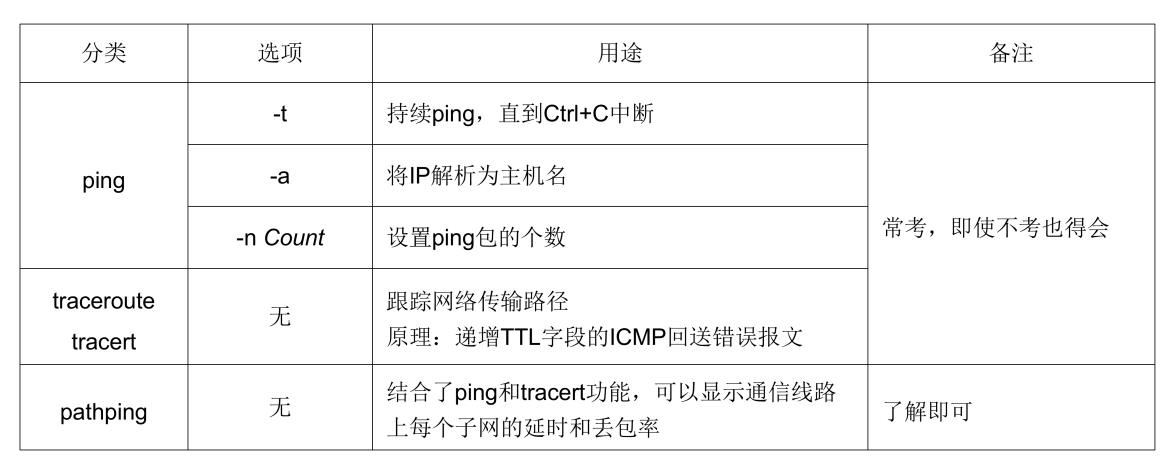 分类 选项 用途 备注
ping
-t 持续ping，直到Ctrl+C中断
-a 将IP解析为主机名
-n Count 设置ping包的个数
常考，即使不考也得会
traceroute
tracert
无
跟踪网络传输路径
原理：递增TTL字段的ICMP回送错误报文
pathping
无
结合了ping和tracert功能，可以显示通信线路
上每个子网的延时和丢包率
了解即可